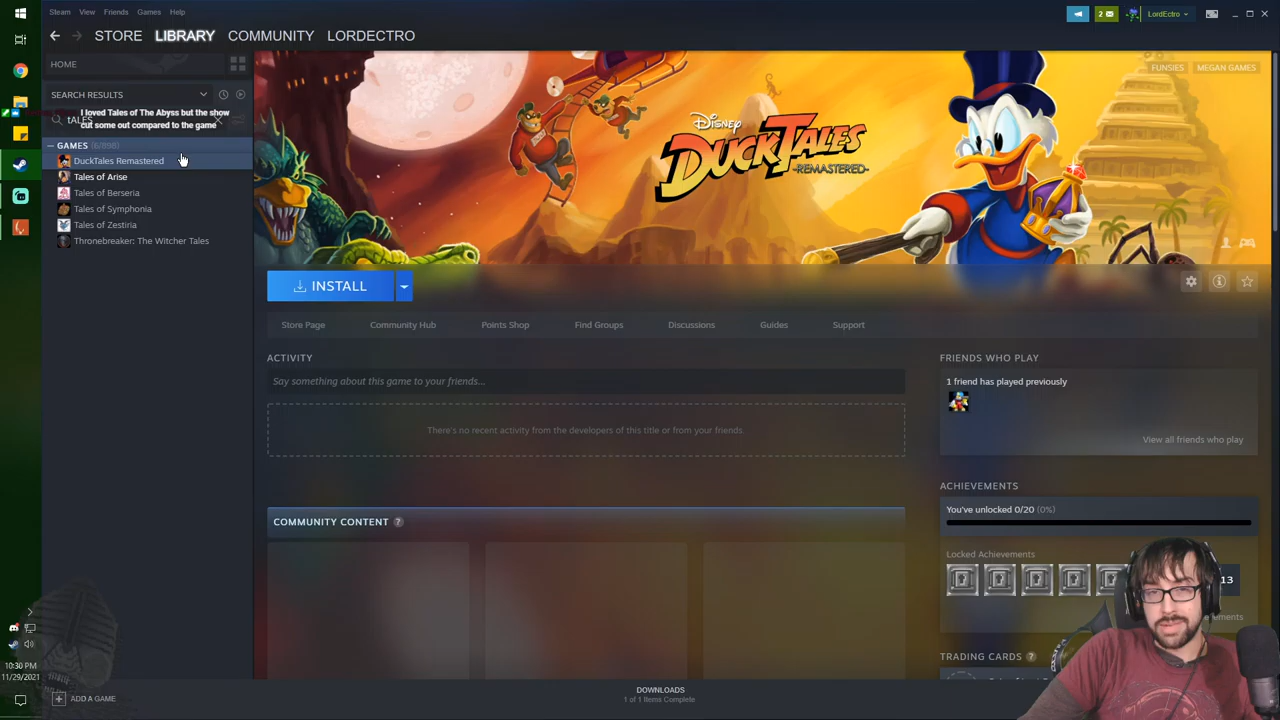 Steam View Friends Games Help
2
LordEctro
STORE LIBRARY COMMUNITY LORDECTRO
HOME
FUNSIES MEGAN GAMES
SEARCH RESULTS
tALES
I loved Tales of The Abyss but the show
cut some out compared to the game
GAMES (6/898)
DuckTales Remastered
Tales of Arise
Tales of Berseria
Tales of Symphonia
Tales of Zestiria
Thronebreaker: The Witcher Tales
Disney
DUCKTALES
-REMASTERED-
INSTALL
Store Page Community Hub Points Shop Find Groups Discussions Guides Support
ACTIVITY
Say something about this game to your friends...
There's no recent activity from the developers of this title or from your friends.
FRIENDS WHO PLAY
1 friend has played previously
View all friends who play
ACHIEVEMENTS
You've unlocked 0/20 (0%)
Locked Achievements
13
COMMUNITY CONTENT ?
TRADING CARDS ?
10:30 PM
11/29/2021
ADD A GAME
DOWNLOADS
1 of 1 Items Complete